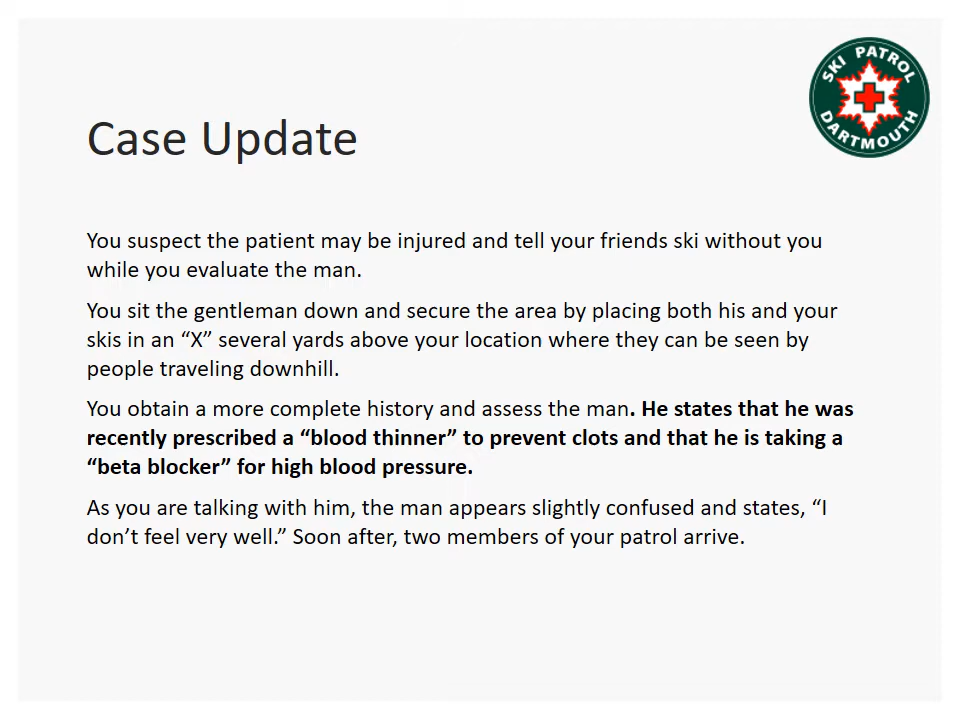 SKI PATROL
DARTMOUTH
Case Update
You suspect the patient may be injured and tell your friends ski without you
while you evaluate the man.
You sit the gentleman down and secure the area by placing both his and your
skis in an “X” several yards above your location where they can be seen by
people traveling downhill.
You obtain a more complete history and assess the man. He states that he was
recently prescribed a “blood thinner” to prevent clots and that he is taking a
“beta blocker” for high blood pressure.
As you are talking with him, the man appears slightly confused and states, “I
don’t feel very well.” Soon after, two members of your patrol arrive.